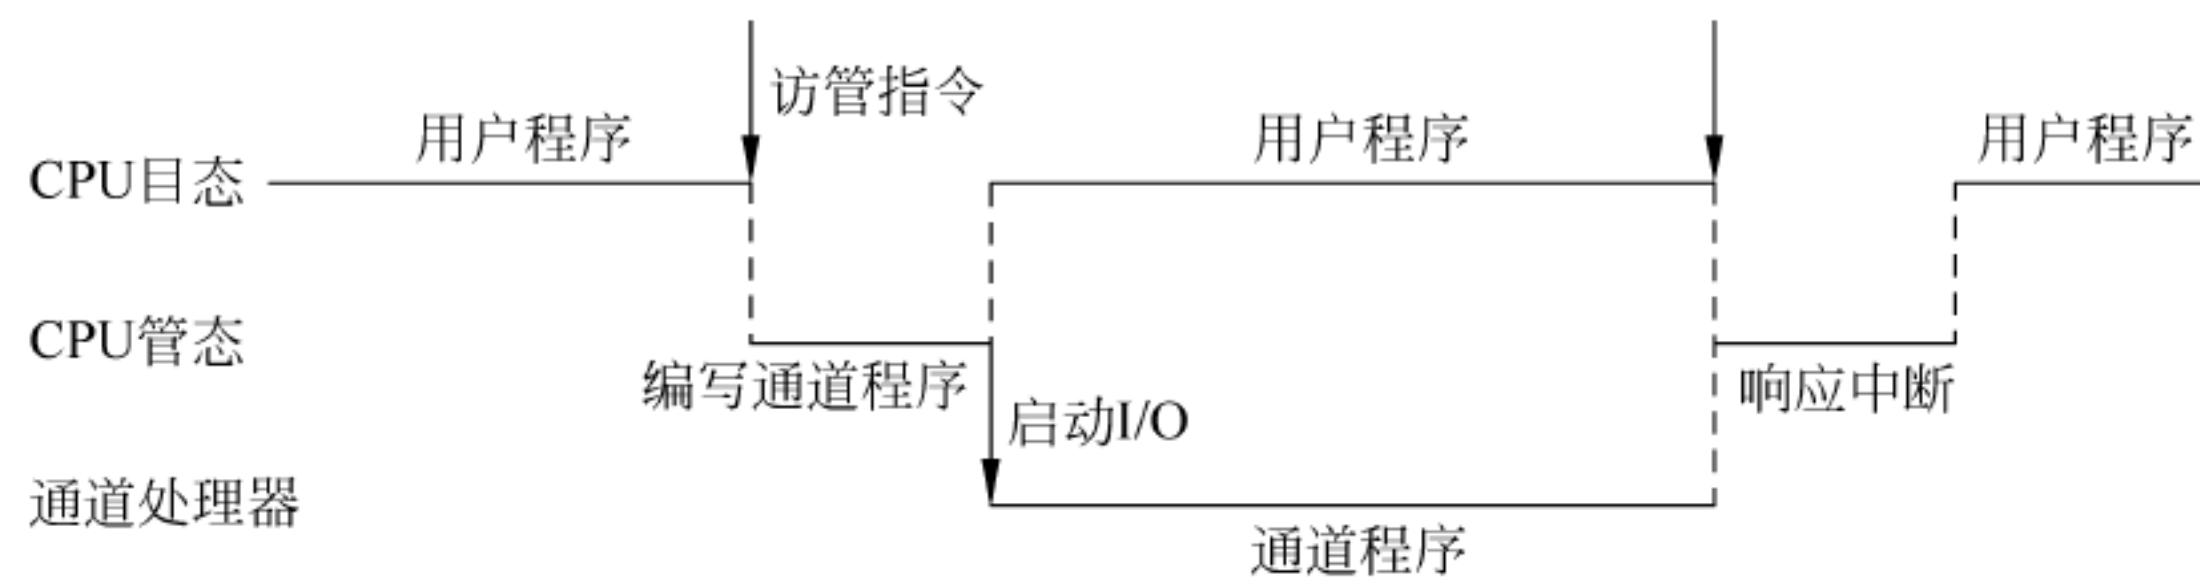 访管指令
用户程序
用户程序
用户程序
CPU目态
CPU管态
编写通道程序
响应中断
启动I/O
通道处理器
通道程序